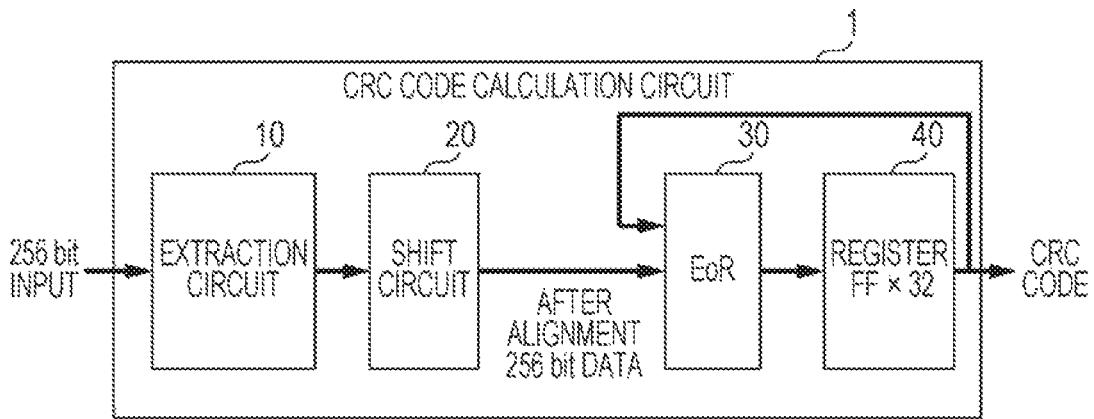 1
CRC CODE CALCULATION CIRCUIT
10
20
30
40
256 bit
INPUT
EXTRACTION
CIRCUIT
SHIFT
CIRCUIT
AFTER
ALIGNMENT
256 bit DATA
EoR
REGISTER
FF × 32
CRC
CODE